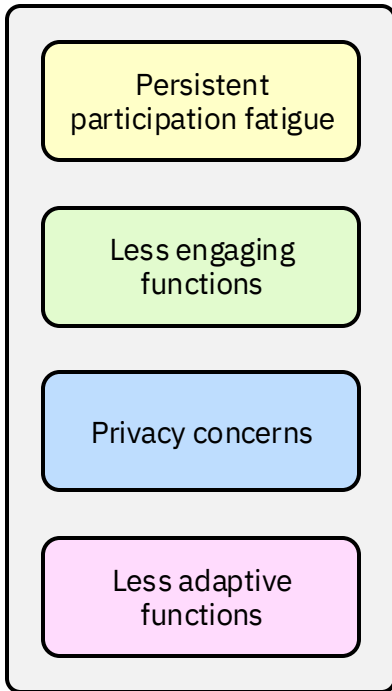 Persistent
participation fatigue
Less engaging
functions
Privacy concerns
Less adaptive
functions